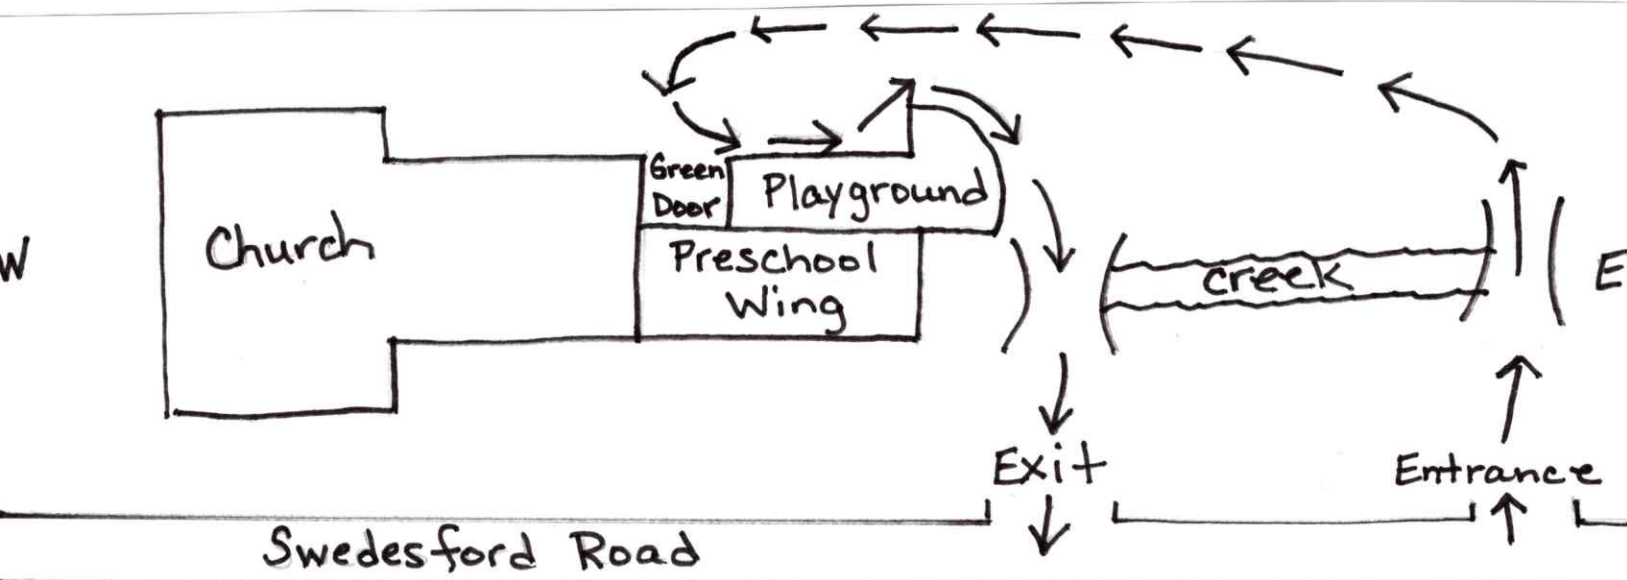 Green
Door
Playground
Church
W
Preschool
Wing
creek
E
Exit
Entrance
Swedesford Road